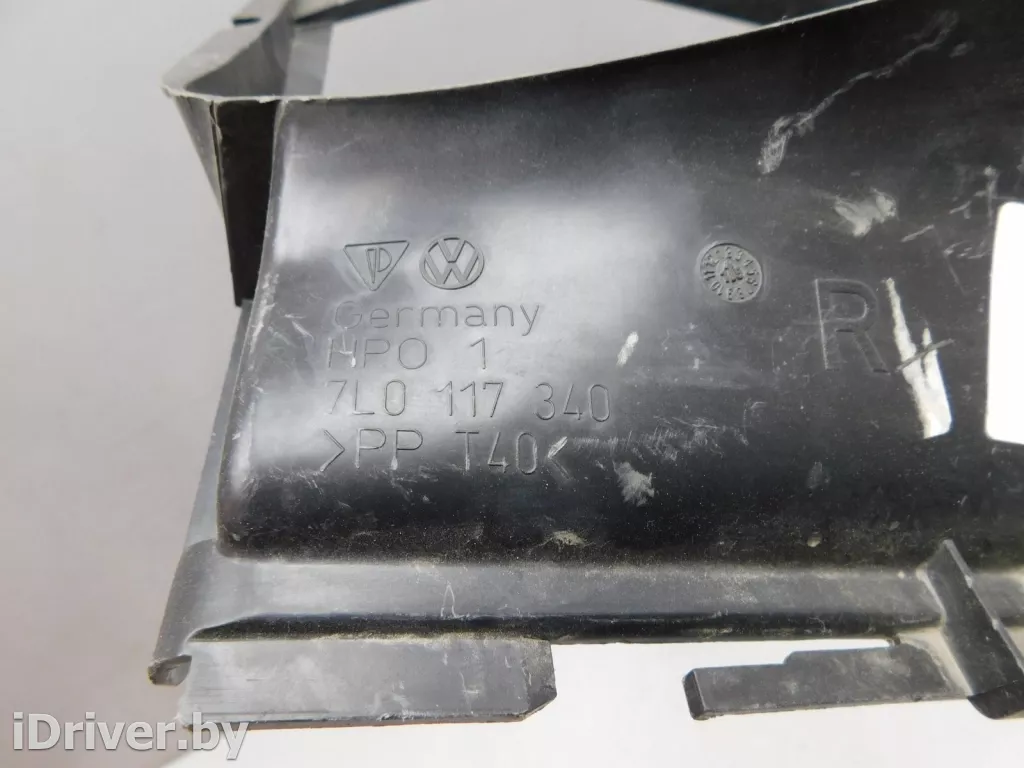 Germany
HPO 1
7L0 117 340
>PP T40<
R
iDriver.by